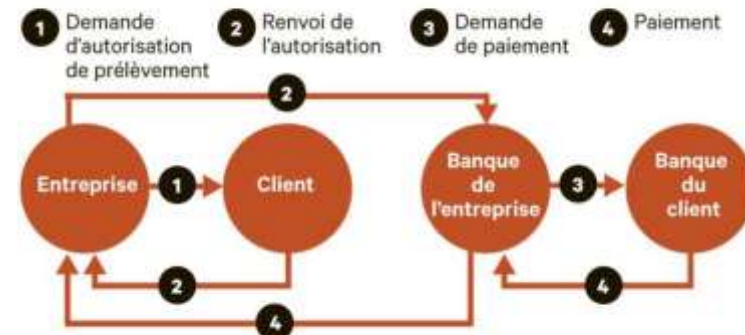 1 Demande
d'autorisation
de prélèvement
2 Renvoi de
l'autorisation
3 Demande
de paiement
4 Paiement
2
Entreprise
1
Client
Banque
de
l'entreprise
3
Banque
du
client
2
4
4